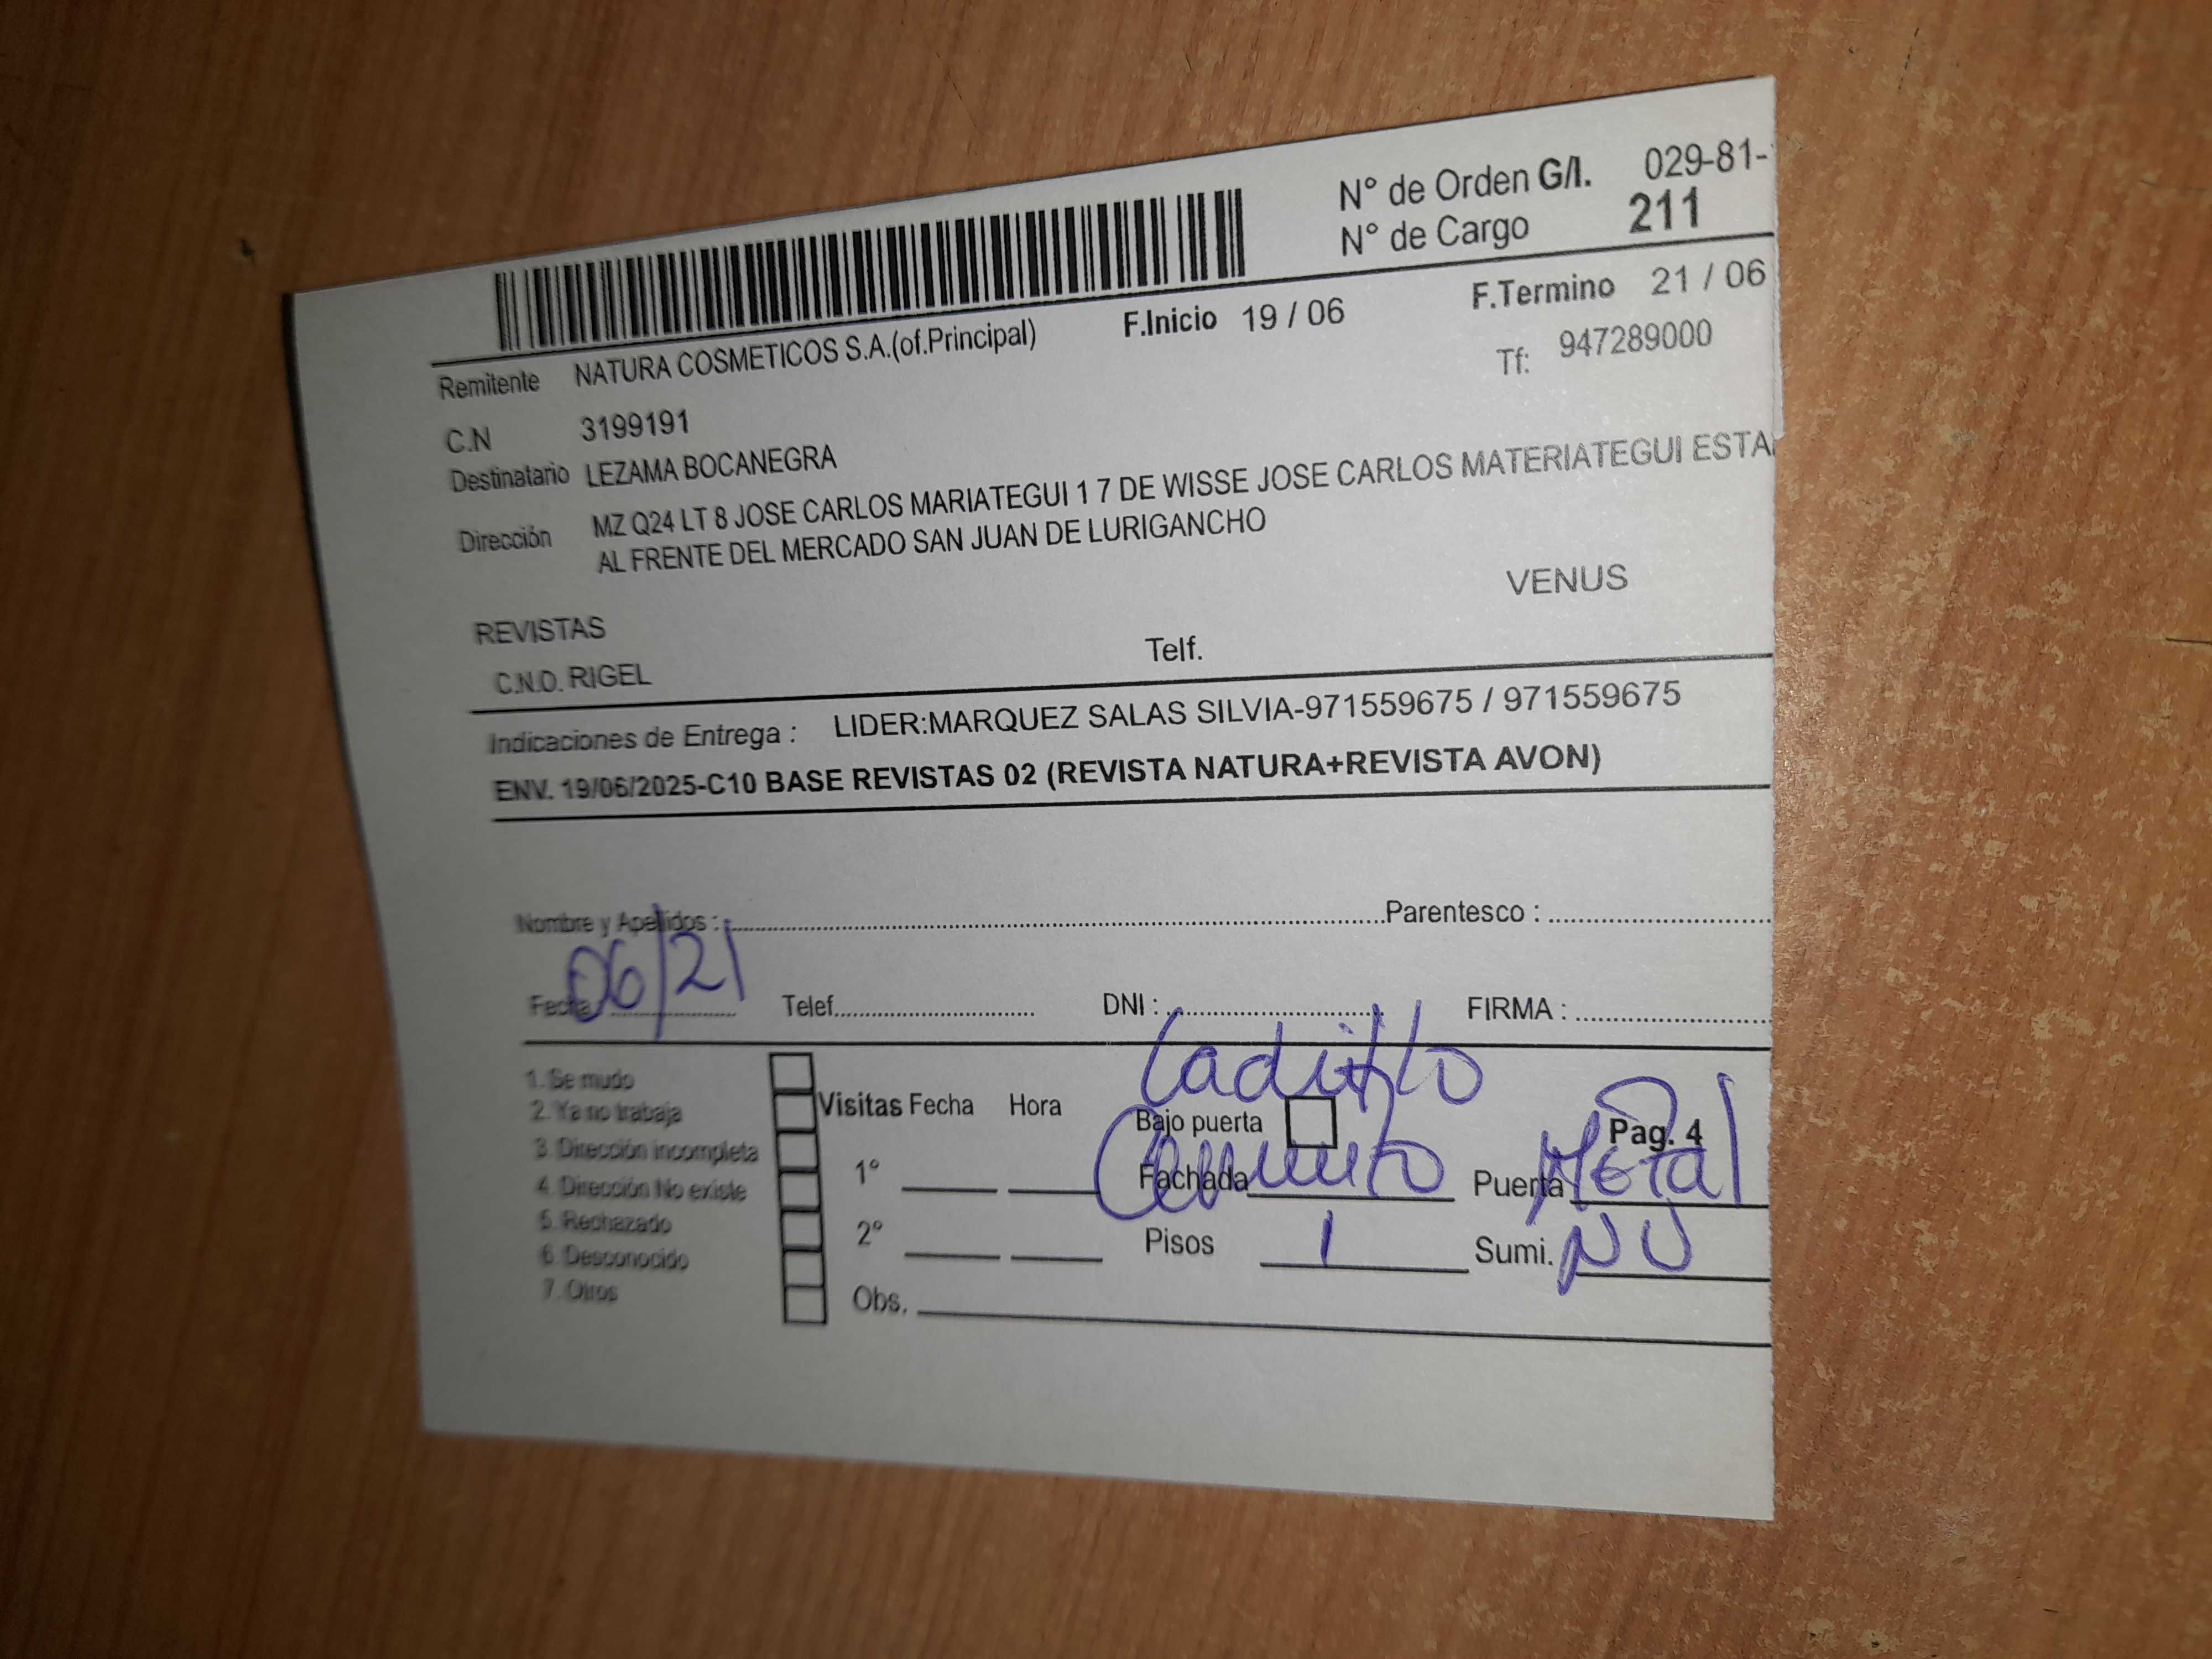 N° de Orden G/I. 029-81-
N° de Cargo 211
F.Inicio 19 / 06 F.Termino 21 / 06
Remitente NATURA COSMETICOS S.A.(of.Principal) Tf: 947289000
C.N 3199191
Destinatario LEZAMA BOCANEGRA
Dirección MZ Q24 LT 8 JOSE CARLOS MARIATEGUI 1 7 DE WISSE JOSE CARLOS MATERIATEGUI ESTA
AL FRENTE DEL MERCADO SAN JUAN DE LURIGANCHO
VENUS
REVISTAS
C.N.O. RIGEL Telf.
Indicaciones de Entrega : LIDER:MARQUEZ SALAS SILVIA-971559675 / 971559675
ENV. 19/06/2025-C10 BASE REVISTAS 02 (REVISTA NATURA+REVISTA AVON)
Nombre y Apellidos : Parentesco :
Fecha 06/21 Telef. DNI : FIRMA :
Ladrillo
1. Se mudo
2. Ya no trabaja Visitas Fecha Hora Bajo puerta Pag. 4
3. Dirección incompleta
4. Dirección No existe 1° Fachada Cemento Puerta Metal
5. Rechazado
6. Desconocido 2° Pisos 1 Sumi.
7. Otros Obs.